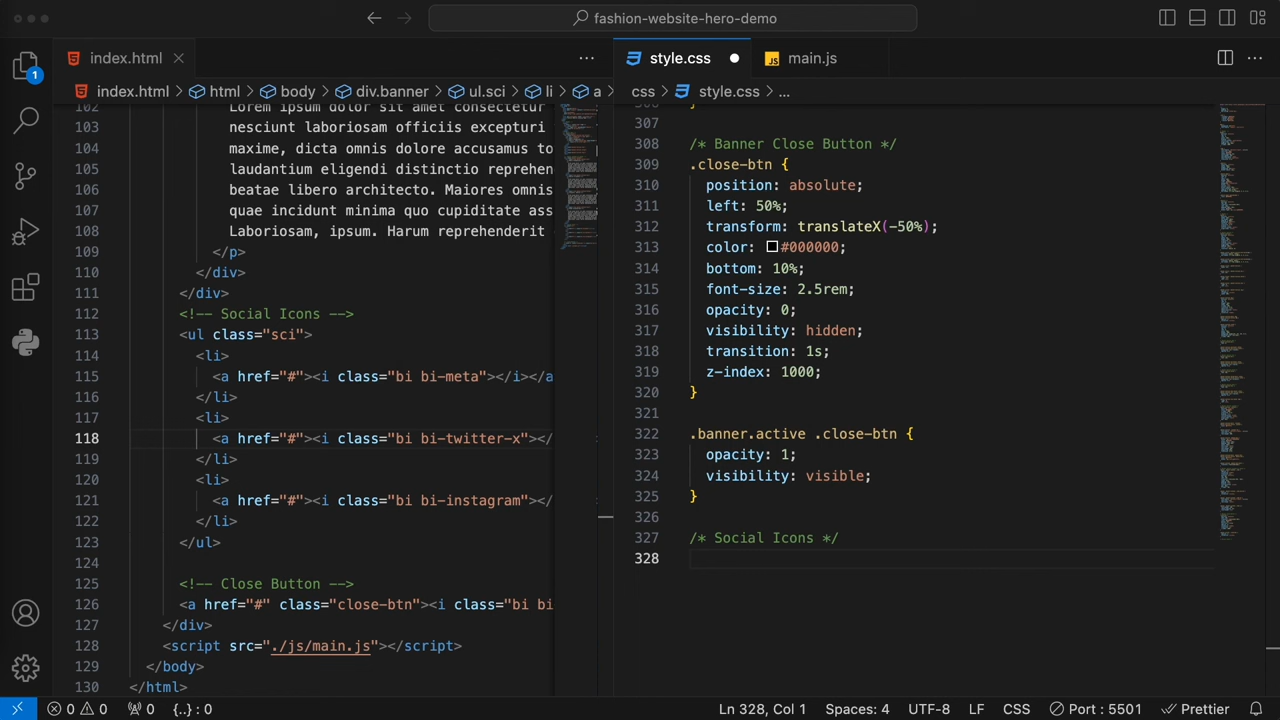 fashion-website-hero-demo
1
index.html
style.css
JS main.js
index.html > html > body > div.banner > ul.sci > li > a >
css > style.css > ...
102 Lorem ipsum dolor sit amet consectetur
103 nesciunt laboriosam officiis excepturi
104 maxime, dicta omnis dolore accusamus to
105 laudantium eligendi distinctio reprehen
106 beatae libero architecto. Maiores omnis
107 quae incidunt minima quo cupiditate ass
108 Laboriosam, ipsum. Harum reprehenderit
109 </p>
110 </div>
111 </div>
112 <!-- Social Icons -->
113 <ul class="sci">
114 <li>
115 <a href="#"><i class="bi bi-meta"></i></a
116 </li>
117 <li>
118 <a href="#"><i class="bi bi-twitter-x"></
119 </li>
120 <li>
121 <a href="#"><i class="bi bi-instagram"></
122 </li>
123 </ul>
124
125 <!-- Close Button -->
126 <a href="#" class="close-btn"><i class="bi bi
127 </div>
128 <script src="./js/main.js"></script>
129 </body>
130 </html>
306 }
307
308 /* Banner Close Button */
309 .close-btn {
310 position: absolute;
311 left: 50%;
312 transform: translateX(-50%);
313 color: #000000;
314 bottom: 10%;
315 font-size: 2.5rem;
316 opacity: 0;
317 visibility: hidden;
318 transition: 1s;
319 z-index: 1000;
320 }
321
322 .banner.active .close-btn {
323 opacity: 1;
324 visibility: visible;
325 }
326
327 /* Social Icons */
328
0 0 0 {..} : 0 Ln 328, Col 1 Spaces: 4 UTF-8 LF CSS Port : 5501 Prettier